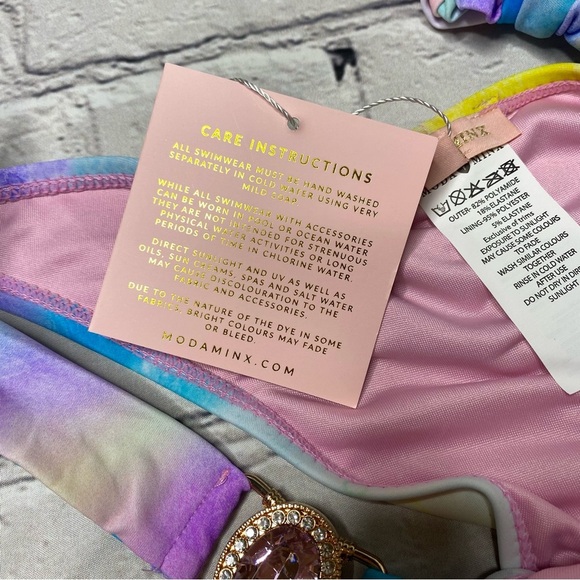 CARE INSTRUCTIONS
ALL SWIMWEAR MUST BE HAND WASHED
SEPARATELY IN COLD WATER USING VERY
MILD SOAP
WHILE ALL SWIMWEAR WITH ACCESSORIES
CAN BE WORN IN POOL OR OCEAN WATER
THEY ARE NOT INTENDED FOR STRENUOUS
PHYSICAL WATER ACTIVITIES OR LONG
PERIODS OF TIME IN CHLORINE WATER.
DIRECT SUNLIGHT AND UV AS WELL AS
OILS, SUN CREAMS, SPAS AND SALT WATER
MAY CAUSE DISCOLOURATION TO THE
FABRIC AND ACCESSORIES.
DUE TO THE NATURE OF THE DYE IN SOME
FABRICS, BRIGHT COLOURS MAY FADE
OR BLEED.
MODAMINX.COM
OUTER- 82% POLYAMIDE
18% ELASTANE
LINING-95% POLYESTER
5% ELASTANE
Exclusive of trims
EXPOSURE TO SUNLIGHT
MAY CAUSE SOME COLOURS
TO FADE
WASH SIMILAR COLOURS
TOGETHER
RINSE IN COLD WATER
AFTER USE
DO NOT DRY IN
SUNLIGHT